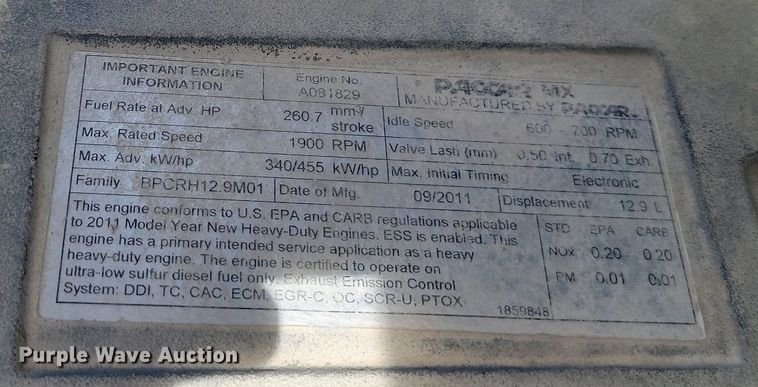 IMPORTANT ENGINE INFORMATION
Engine No. A081829
PACCAR MX
MANUFACTURED BY PACCAR.
Fuel Rate at Adv. HP 260.7 mm³/stroke
Idle Speed 600 - 700 RPM
Max. Rated Speed 1900 RPM
Valve Lash (mm) 0.50 Int. 0.70 Exh.
Max. Adv. kW/hp 340/455 kW/hp
Max. Initial Timing Electronic
Family BPCRH12.9M01
Date of Mfg. 09/2011
Displacement 12.9 L
This engine conforms to U.S. EPA and CARB regulations applicable
to 2011 Model Year New Heavy-Duty Engines. ESS is enabled. This
engine has a primary intended service application as a heavy
heavy-duty engine. The engine is certified to operate on
ultra-low sulfur diesel fuel only. Exhaust Emission Control
System: DDI, TC, CAC, ECM, EGR-C, OC, SCR-U, PTOX
STD EPA CARB
NOx 0.20 0.20
PM 0.01 0.01
1859848
Purple Wave Auction